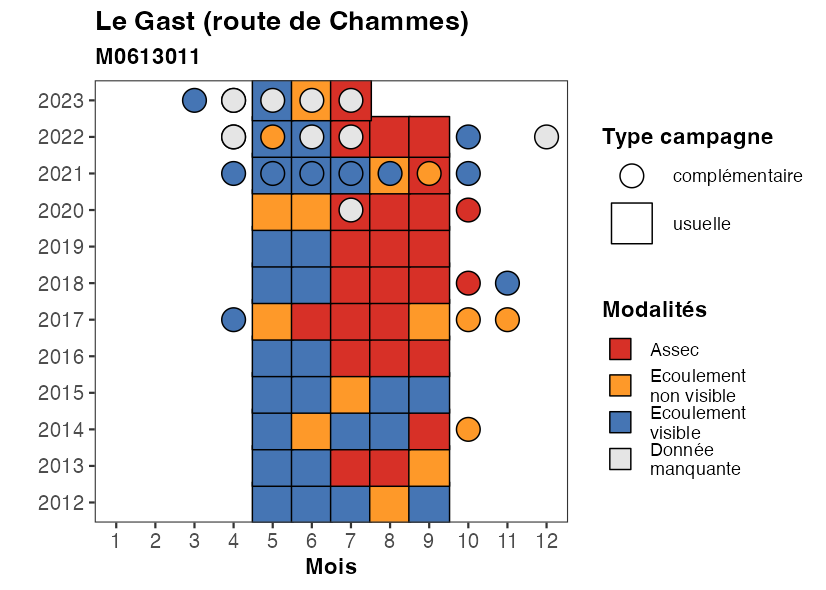 Le Gast (route de Chammes)
M0613011
2023
2022
2021
2020
2019
2018
2017
2016
2015
2014
2013
2012
1 2 3 4 5 6 7 8 9 10 11 12
Mois
Type campagne
complémentaire
usuelle
Modalités
Assec
Ecoulement
non visible
Ecoulement
visible
Donnée
manquante